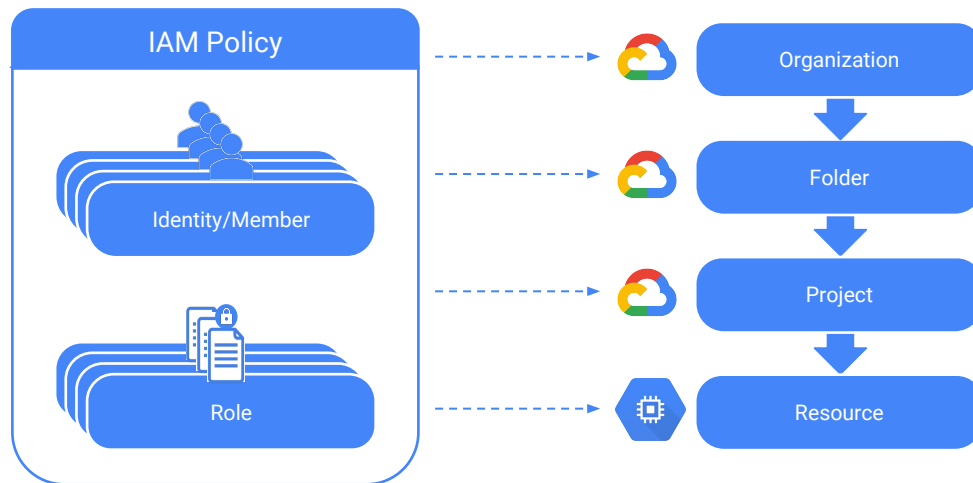 IAM Policy
Identity/Member
Role
Organization
Folder
Project
Resource